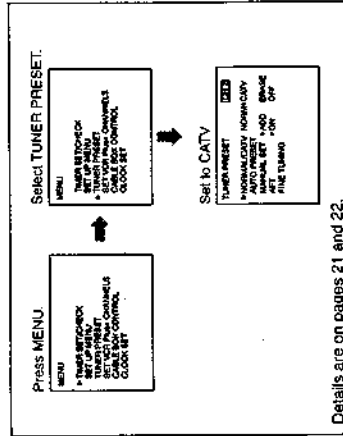 Press MENU.
MENU
▶TIMER SET/CHECK
SET UP MENU
TUNER PRESET
SET VCR Plus+ CHANNELS
CABLE BOX CONTROL
CLOCK SET
Select TUNER PRESET.
MENU
TIMER SET/CHECK
SET UP MENU
▶TUNER PRESET
SET VCR Plus+ CHANNELS
CABLE BOX CONTROL
CLOCK SET
Set to CATV
TUNER PRESET
▶NORMAL/CATV NORM▶CATV
AUTO PRESET
MANUAL SET ▶ADD ERASE
AFT ▶ON OFF
FINE TUNING
Details are on pages 21 and 22.